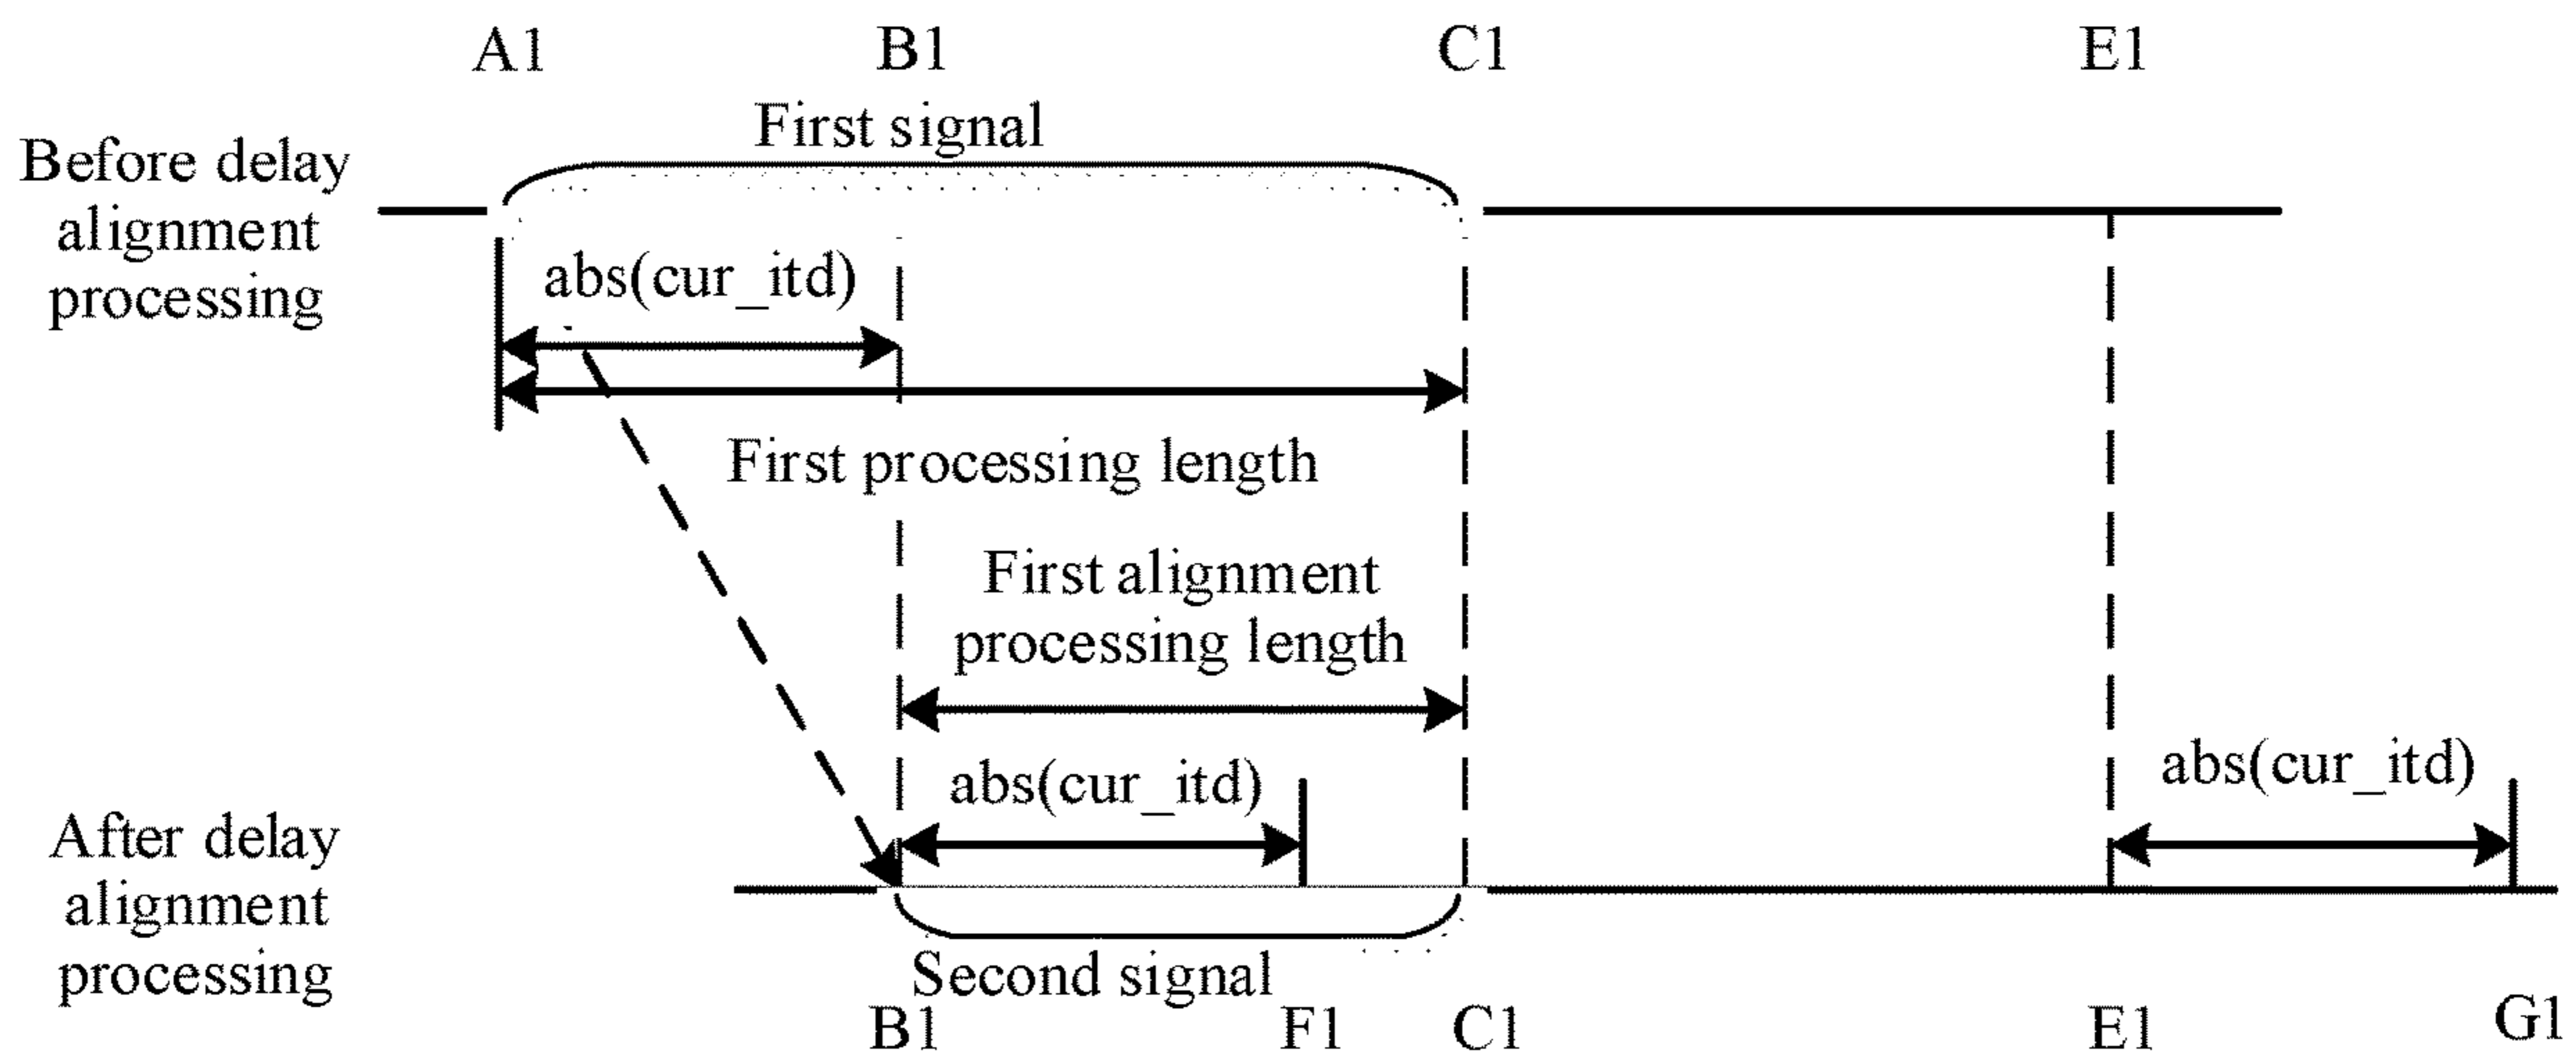 A1
B1
C1
E1
First signal
Before delay
alignment
processing
abs(cur_itd)
First processing length
First alignment
processing length
abs(cur_itd)
abs(cur_itd)
After delay
alignment
processing
Second signal
B1
F1
C1
E1
G1